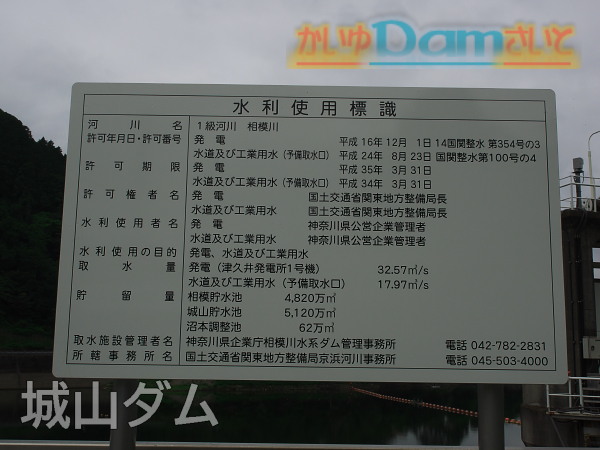 かいゆDamさいと
水利使用標識
河川名 1級河川 相模川
許可年月日・許可番号 発電 平成16年12月 1日 14国関整水 第354号の3
水道及び工業用水(予備取水口) 平成24年 8月23日 国関整水第100号の4
許可期限 発電 平成35年 3月31日
水道及び工業用水(予備取水口) 平成34年 3月31日
許可権者名 発電 国土交通省関東地方整備局長
水道及び工業用水 国土交通省関東地方整備局長
水利使用者名 発電 神奈川県公営企業管理者
水道及び工業用水 神奈川県公営企業管理者
水利使用の目的 発電、水道及び工業用水
取水量 発電(津久井発電所1号機) 32.57㎥/s
水道及び工業用水(予備取水口) 17.97㎥/s
貯留量 相模貯水池 4,820万㎥
城山貯水池 5,120万㎥
沼本調整池 62万㎥
取水施設管理者名 神奈川県企業庁相模川水系ダム管理事務所 電話 042-782-2831
所轄事務所名 国土交通省関東地方整備局京浜河川事務所 電話 045-503-4000
城山ダム